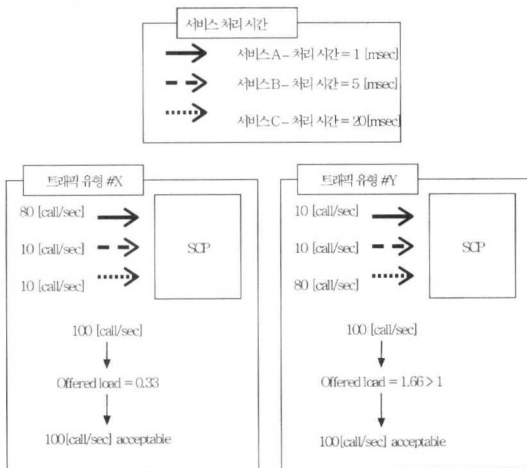 서비스 처리 시간
서비스A – 처리 시간 = 1 [msec]
서비스B – 처리 시간 = 5 [msec]
서비스C – 처리 시간 = 20[msec]
트래픽 유형 #X
80 [call/sec]
10 [call/sec]
10 [call/sec]
SCP
100 [call/sec]
Offered load = 0.33
100[call/sec] acceptable
트래픽 유형 #Y
10 [call/sec]
10 [call/sec]
80 [call/sec]
SCP
100 [call/sec]
Offered load = 1.66 > 1
100[call/sec] acceptable